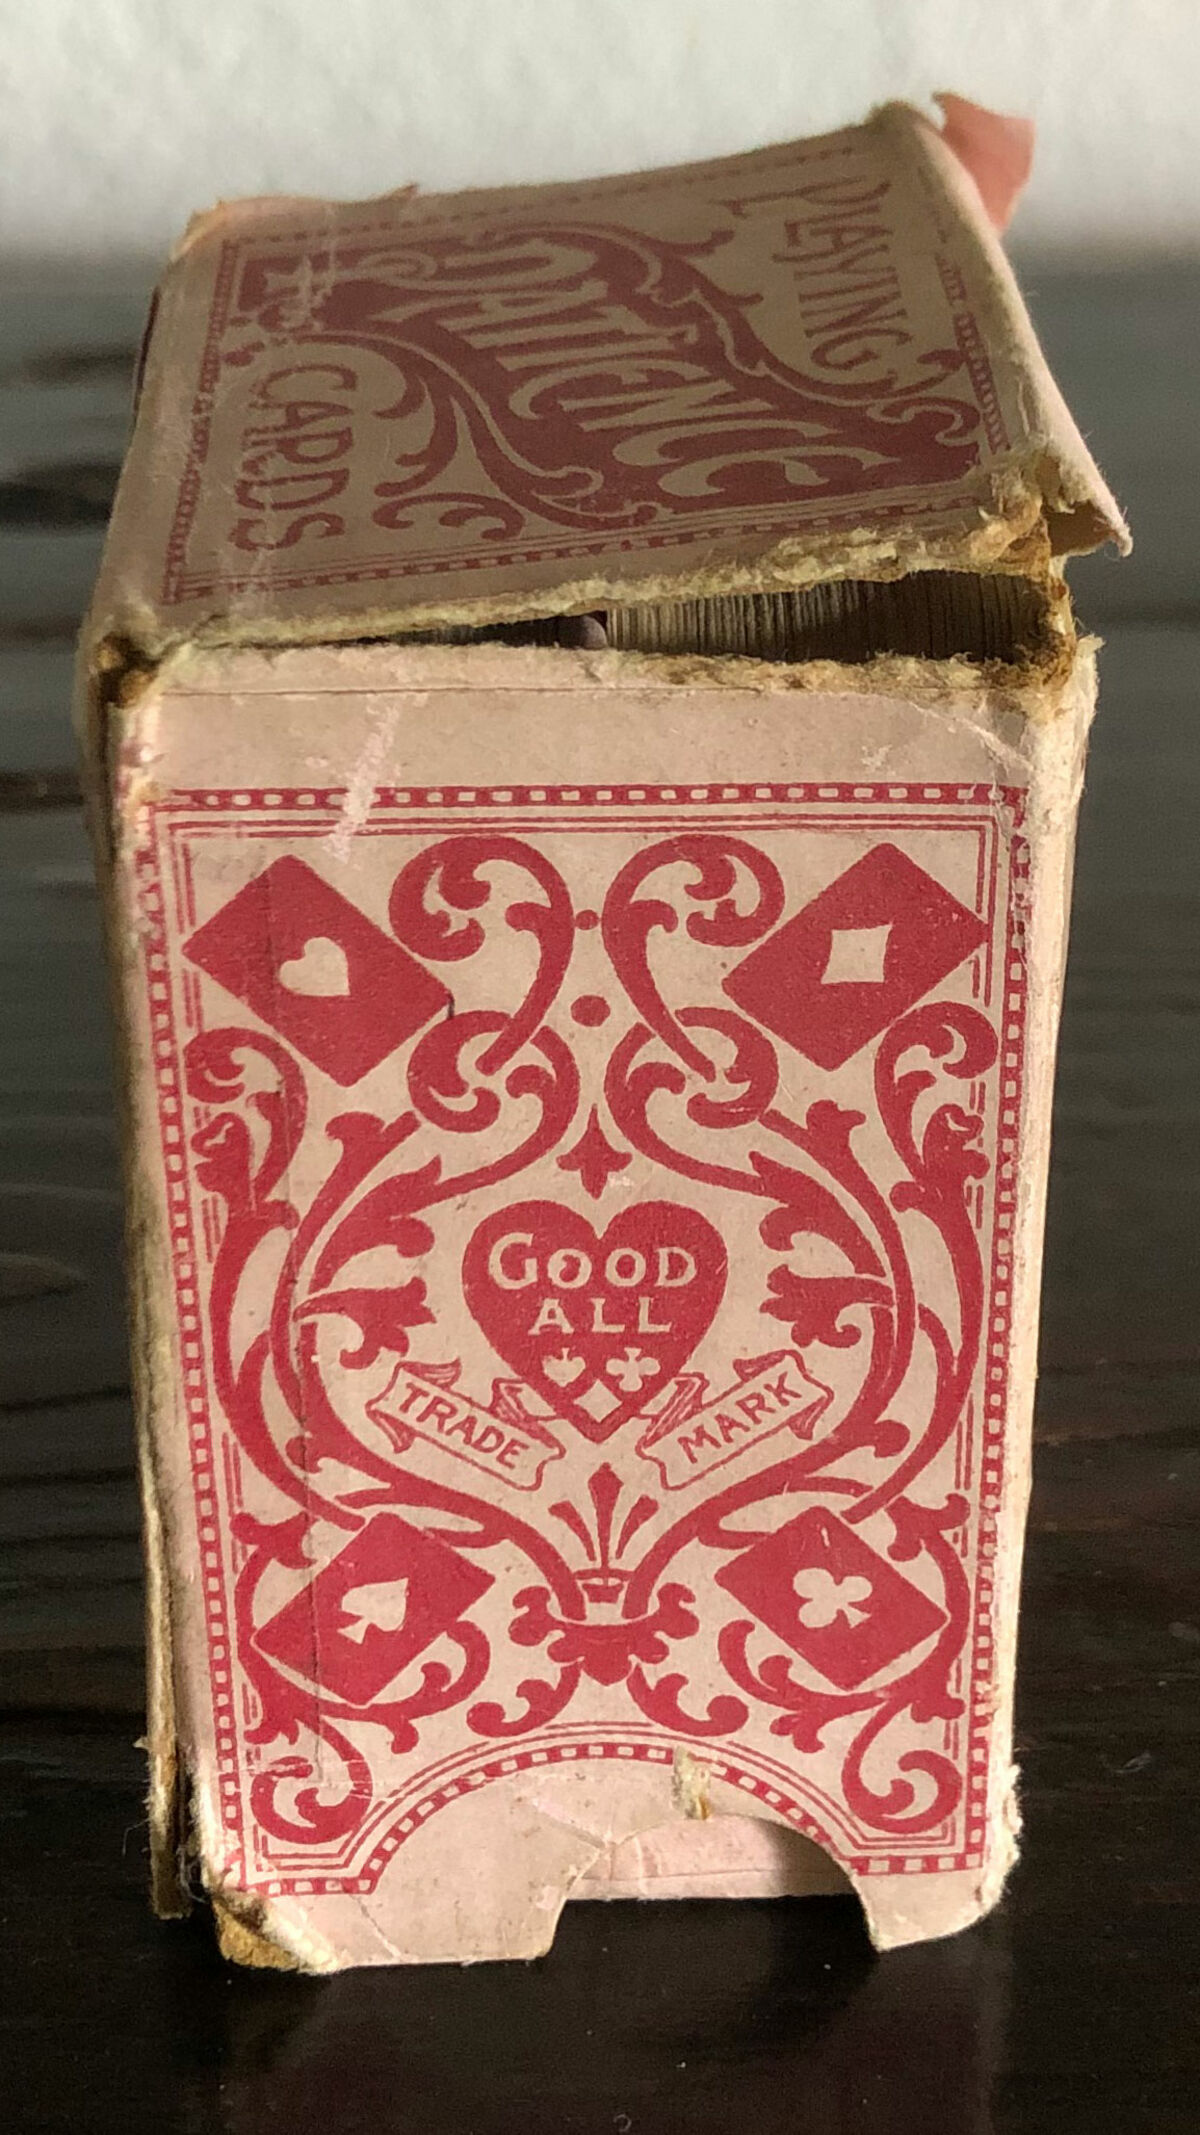 PLAYING
PATIENCE
CARDS
GOOD
ALL
TRADE MARK